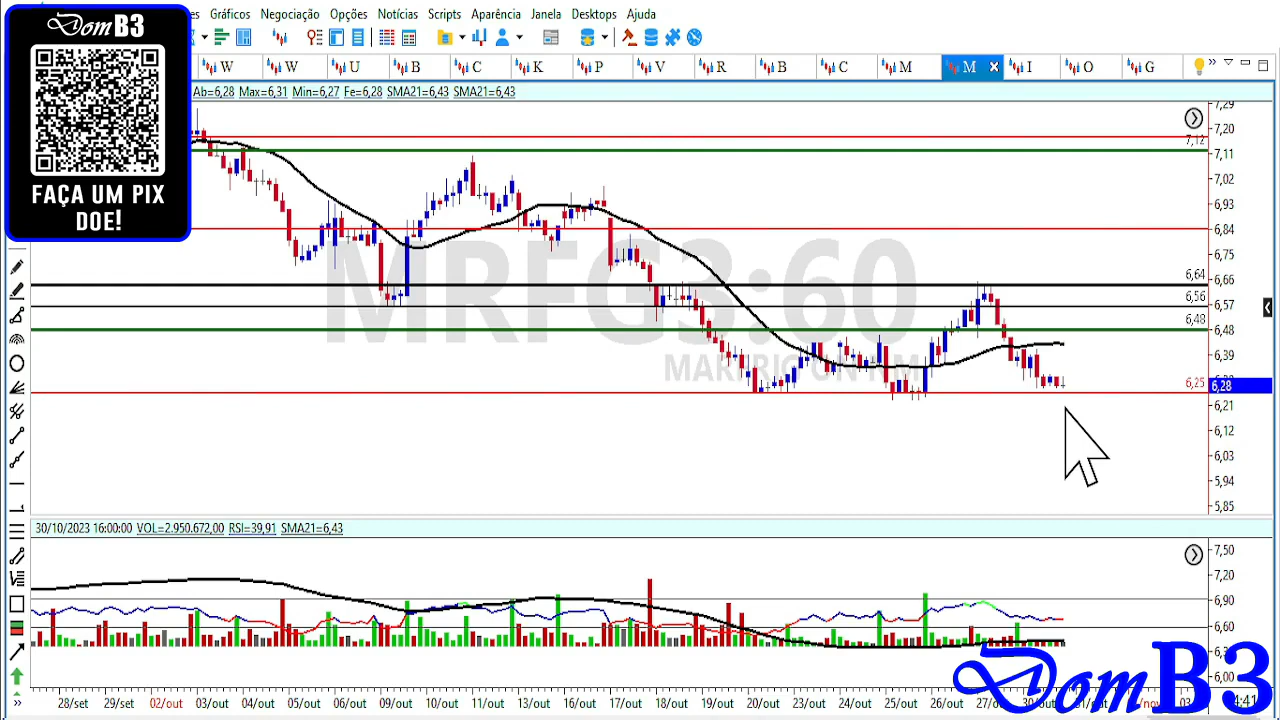 Dom B3
FAÇA UM PIX
DOE!
Gráficos Negociação Opções Notícias Scripts Aparência Janela Desktops Ajuda
W W U B C K P V R B C M M I O G
Ab=6,28 Max=6,31 Min=6,27 Fe=6,28 SMA21=6,43 SMA21=6,43
MRFG3:60
7,12
6,64
6,56
6,48
6,25
7,29
7,20
7,11
7,02
6,93
6,84
6,75
6,66
6,57
6,48
6,39
6,28
6,21
6,12
6,03
5,94
5,85
30/10/2023 16:00:00 VOL=2.950.672,00 RSI=39,91 SMA21=6,43
7,50
7,20
6,90
6,60
6,00
28/set 29/set 02/out 03/out 04/out 05/out 06/out 09/out 10/out 11/out 13/out 16/out 17/out 18/out 19/out 20/out 23/out 24/out 25/out 26/out 27/out 30/out 31/out
DomB3